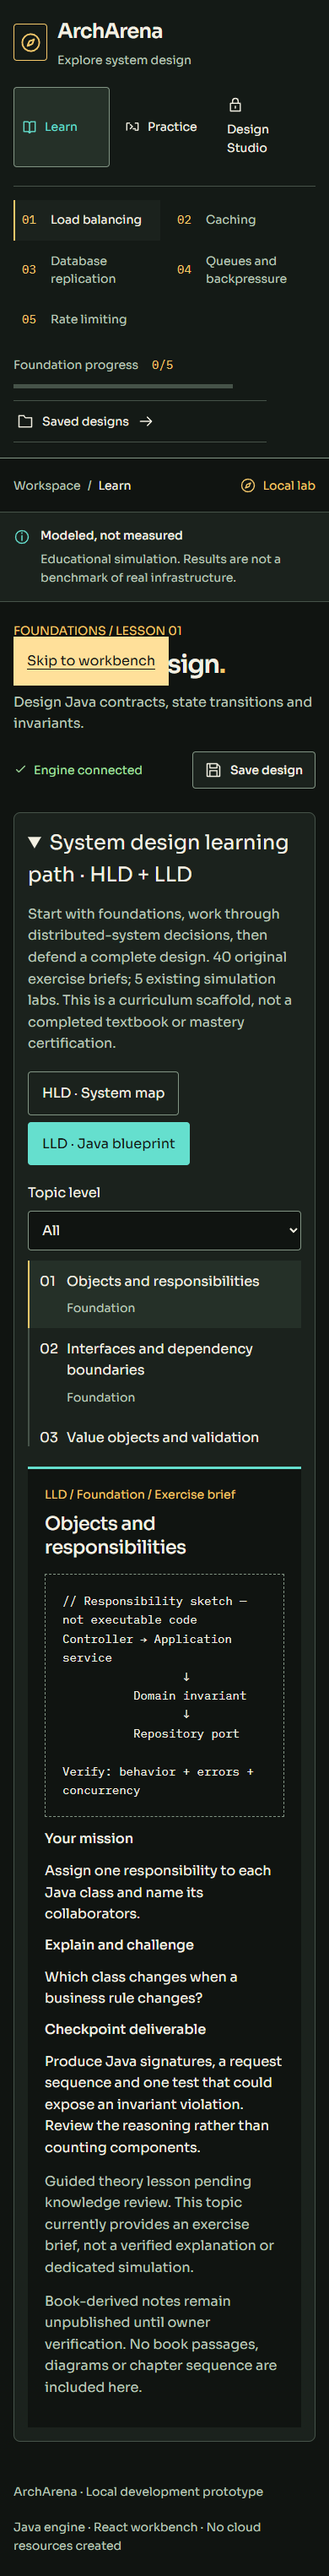 ArchArena
Explore system design
Learn
Practice
Design
Studio
01 Load balancing
02 Caching
03 Database
replication
04 Queues and
backpressure
05 Rate limiting
Foundation progress 0/5
Saved designs →
Workspace / Learn
Local lab
Modeled, not measured
Educational simulation. Results are not a
benchmark of real infrastructure.
FOUNDATIONS / LESSON 01
Skip to workbench
sign.
Design Java contracts, state transitions and
invariants.
✓ Engine connected
Save design
▼ System design learning
path · HLD + LLD
Start with foundations, work through
distributed-system decisions, then
defend a complete design. 40 original
exercise briefs; 5 existing simulation
labs. This is a curriculum scaffold, not a
completed textbook or mastery
certification.
HLD · System map
LLD · Java blueprint
Topic level
All
01 Objects and responsibilities
Foundation
02 Interfaces and dependency
boundaries
Foundation
03 Value objects and validation
LLD / Foundation / Exercise brief
Objects and
responsibilities
// Responsibility sketch —
not executable code
Controller → Application
service
↓
Domain invariant
↓
Repository port
Verify: behavior + errors +
concurrency
Your mission
Assign one responsibility to each
Java class and name its
collaborators.
Explain and challenge
Which class changes when a
business rule changes?
Checkpoint deliverable
Produce Java signatures, a request
sequence and one test that could
expose an invariant violation.
Review the reasoning rather than
counting components.
Guided theory lesson pending
knowledge review. This topic
currently provides an exercise
brief, not a verified explanation or
dedicated simulation.
Book-derived notes remain
unpublished until owner
verification. No book passages,
diagrams or chapter sequence are
included here.
ArchArena · Local development prototype
Java engine · React workbench · No cloud
resources created